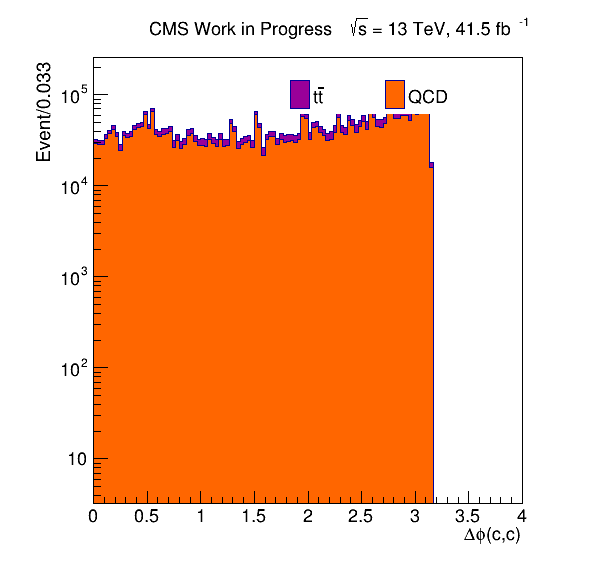 CMS Work in Progress √s = 13 TeV, 41.5 fb⁻¹
Event/0.033
tt̄
QCD
10⁵
10⁴
10³
10²
10
0 0.5 1 1.5 2 2.5 3 3.5 4
Δϕ(c,c)